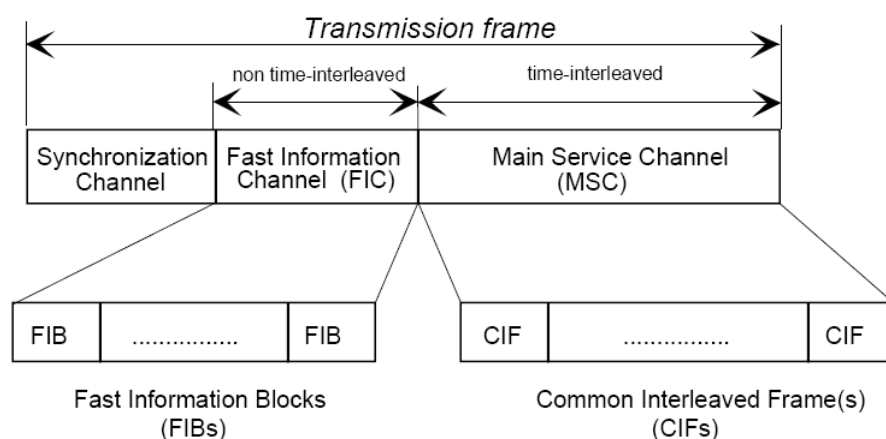 Transmission frame
non time-interleaved
time-interleaved
Synchronization
Channel
Fast Information
Channel (FIC)
Main Service Channel
(MSC)
FIB
................
FIB
CIF
................
CIF
Fast Information Blocks
(FIBs)
Common Interleaved Frame(s)
(CIFs)